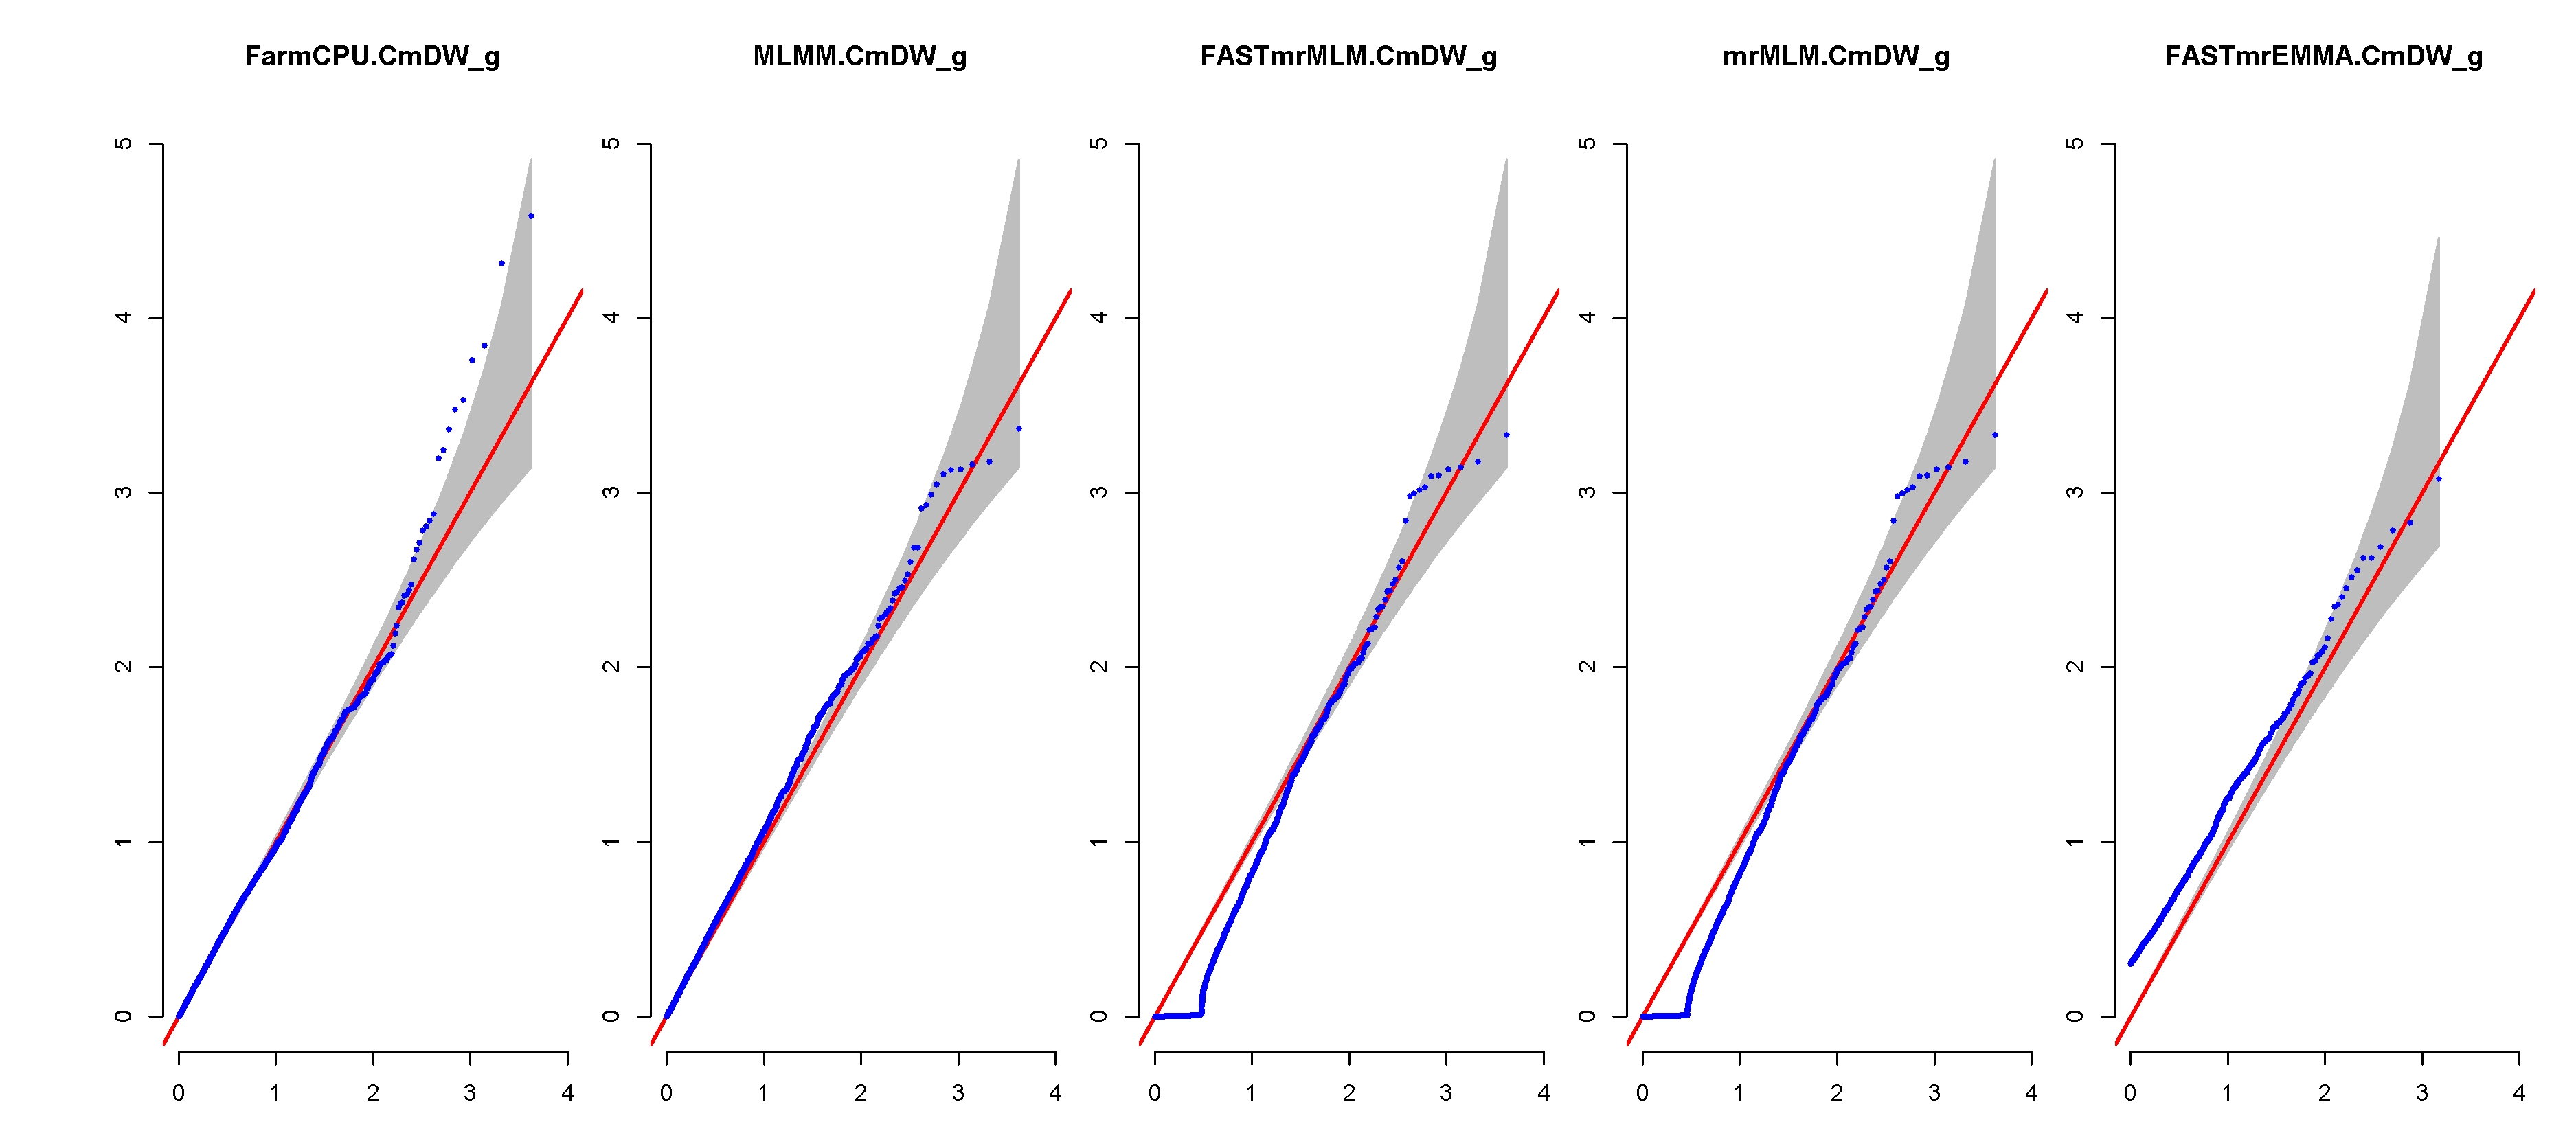 FarmCPU.CmDW_g MLMM.CmDW_g FASTmrMLM.CmDW_g mrMLM.CmDW_g FASTmrEMMA.CmDW_g
5 5 5 5 5
4 4 4 4 4
3 3 3 3 3
2 2 2 2 2
1 1 1 1 1
0 0 0 0 0
0 1 2 3 4 0 1 2 3 4 0 1 2 3 4 0 1 2 3 4 0 1 2 3 4